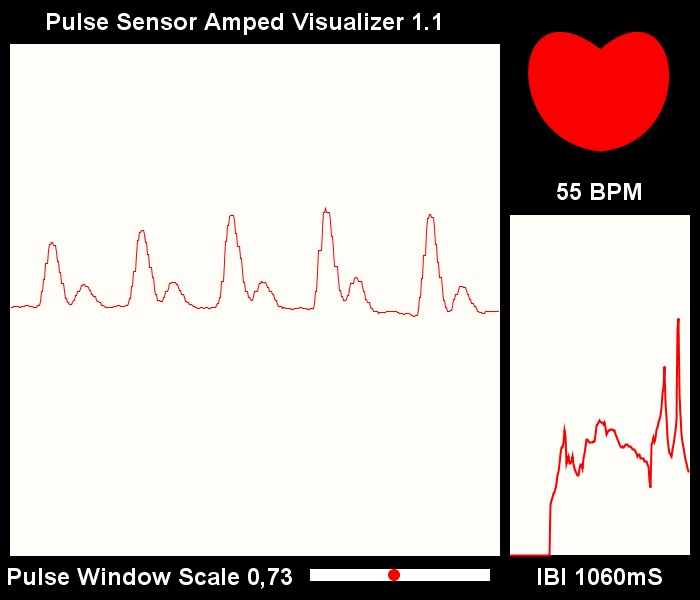 Pulse Sensor Amped Visualizer 1.1
55 BPM
Pulse Window Scale 0,73
IBI 1060mS